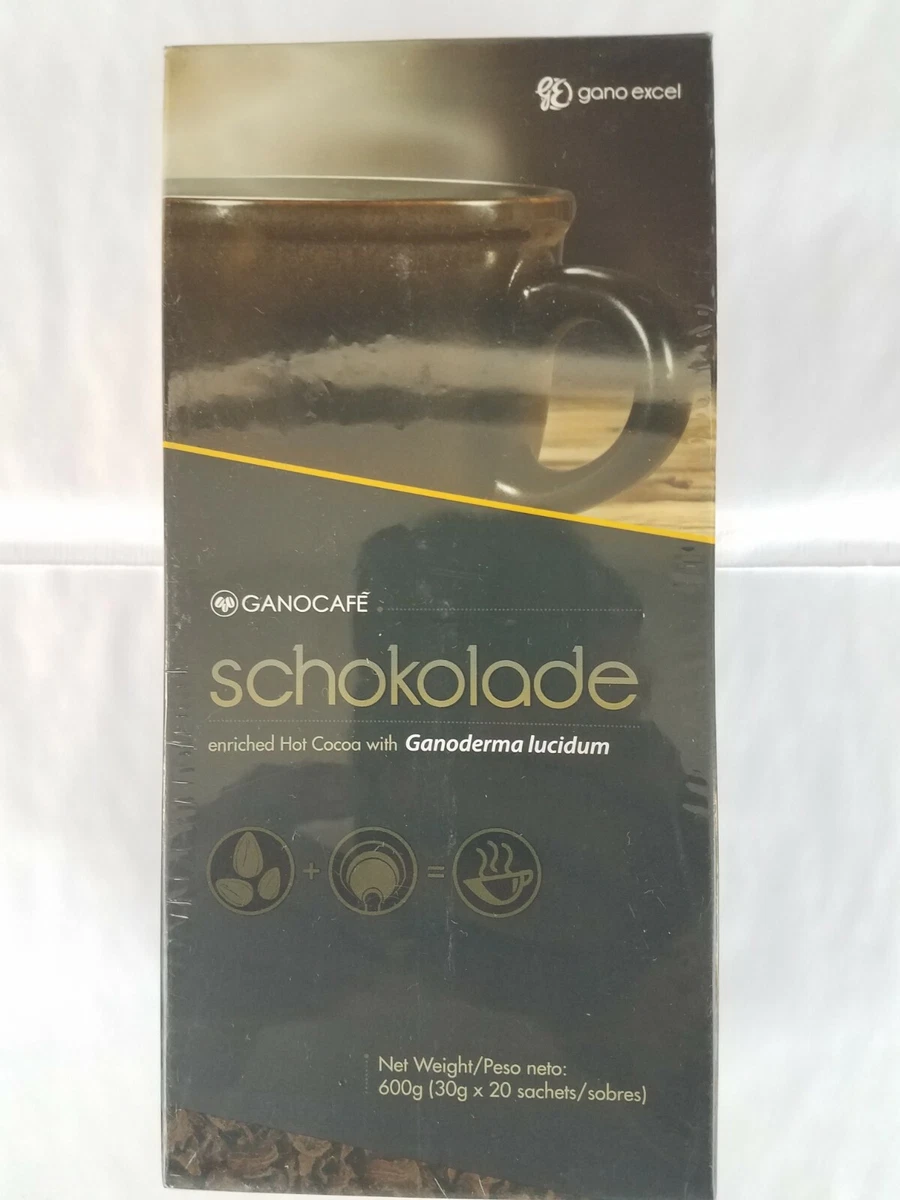 gano excel
GANOCAFÉ
schokolade
enriched Hot Cocoa with Ganoderma lucidum
+ =
Net Weight/Peso neto:
600g (30g x 20 sachets/sobres)